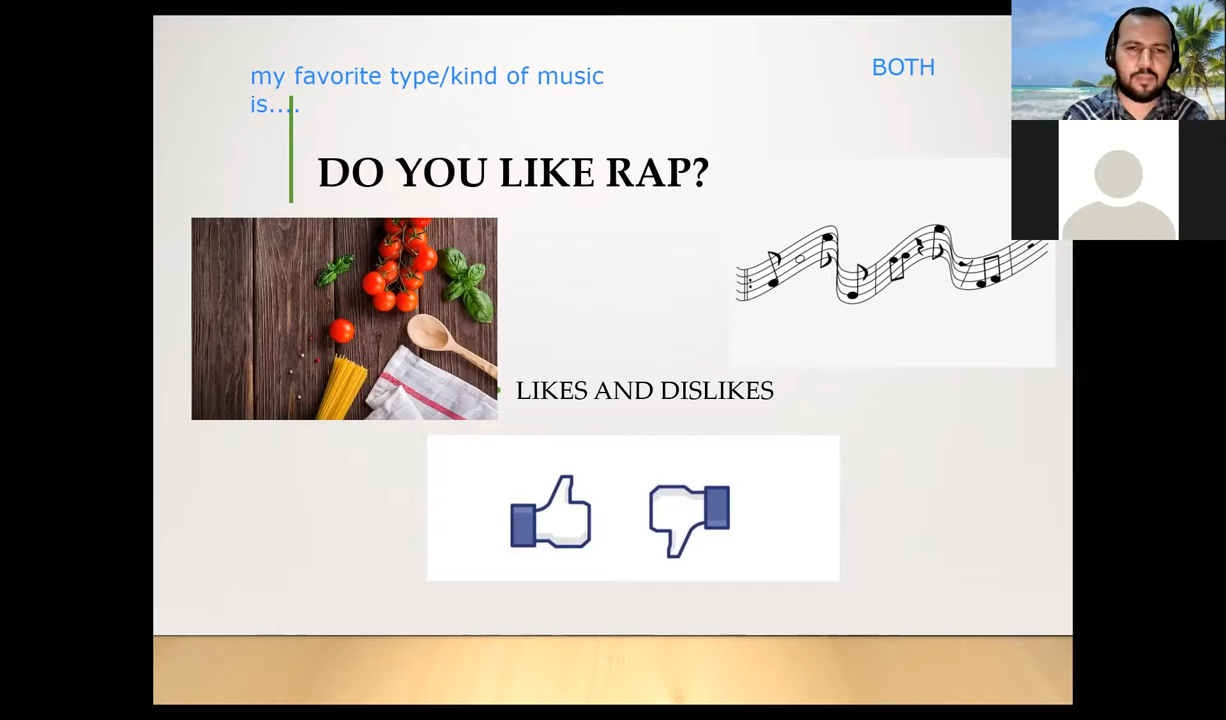 my favorite type/kind of music
is....
BOTH
DO YOU LIKE RAP?
LIKES AND DISLIKES